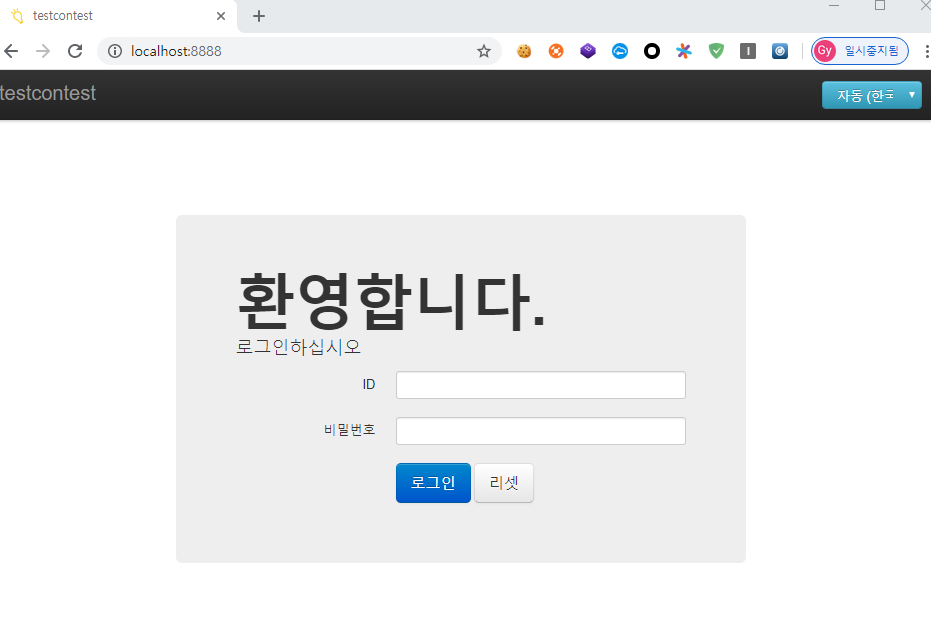 testcontest
localhost:8888
Gy 일시중지됨
testcontest
자동 (한국
환영합니다.
로그인하십시오
ID
비밀번호
로그인 리셋